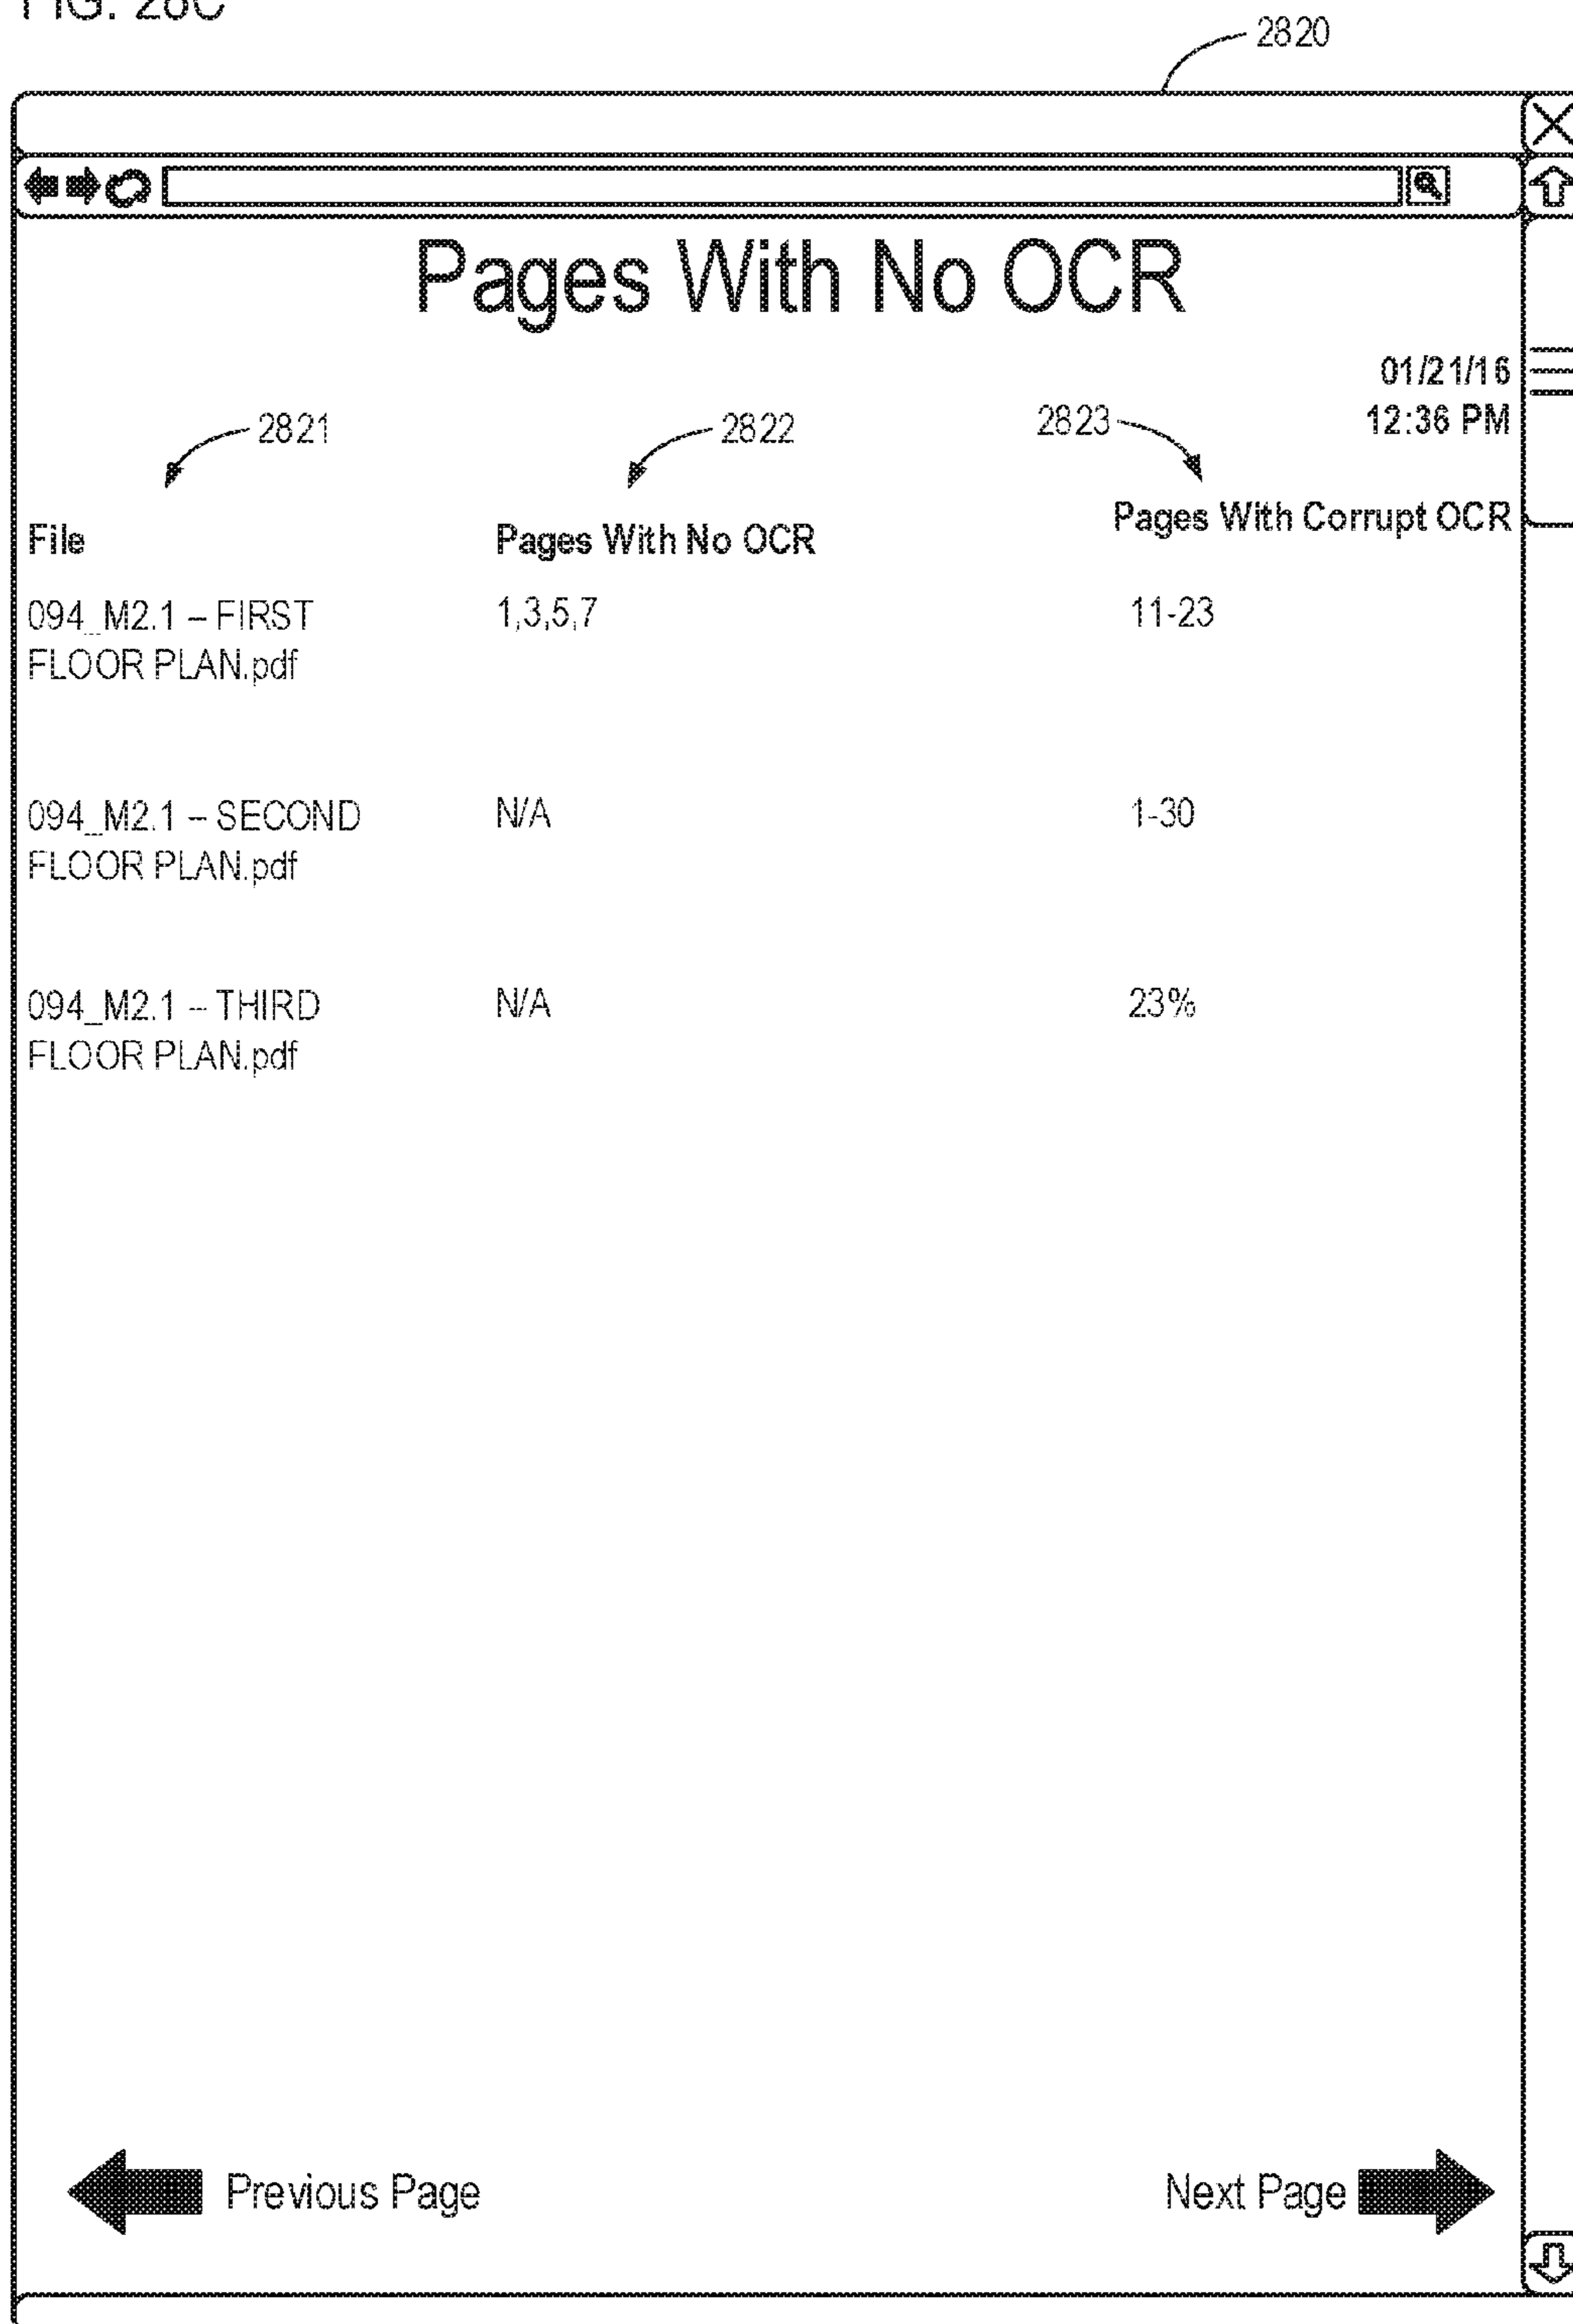 FIG. 28C
2820
Pages With No OCR
01/21/16
12:36 PM
2821
2822
2823
File
Pages With No OCR
Pages With Corrupt OCR
094_M2.1 – FIRST
FLOOR PLAN.pdf
1,3,5,7
11-23
094_M2.1 – SECOND
FLOOR PLAN.pdf
N/A
1-30
094_M2.1 – THIRD
FLOOR PLAN.pdf
N/A
23%
Previous Page
Next Page